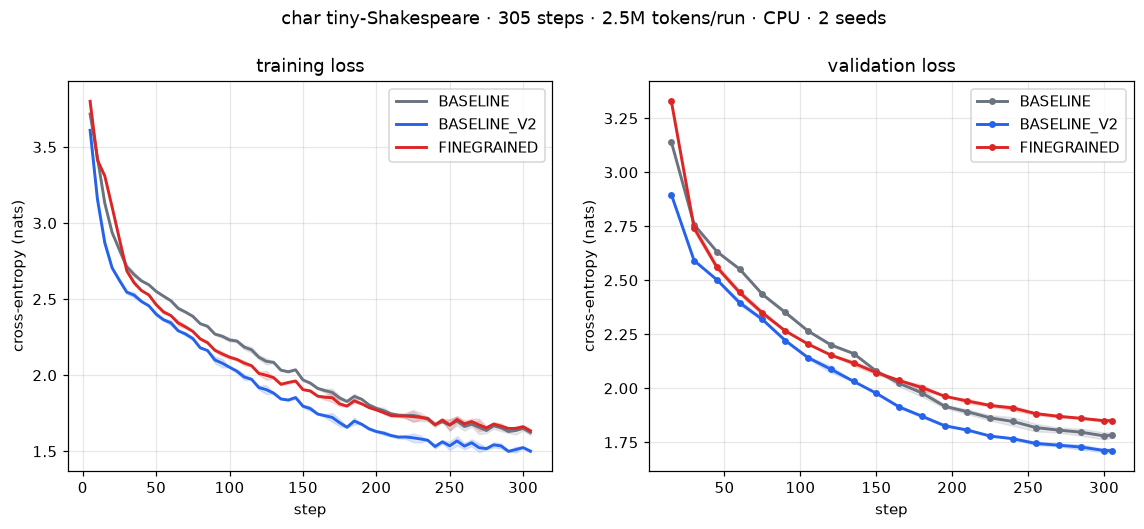 char tiny-Shakespeare · 305 steps · 2.5M tokens/run · CPU · 2 seeds
training loss
cross-entropy (nats)
3.5
3.0
2.5
2.0
1.5
0 50 100 150 200 250 300
step
BASELINE
BASELINE_V2
FINEGRAINED
validation loss
cross-entropy (nats)
3.25
3.00
2.75
2.50
2.25
2.00
1.75
50 100 150 200 250 300
step
BASELINE
BASELINE_V2
FINEGRAINED